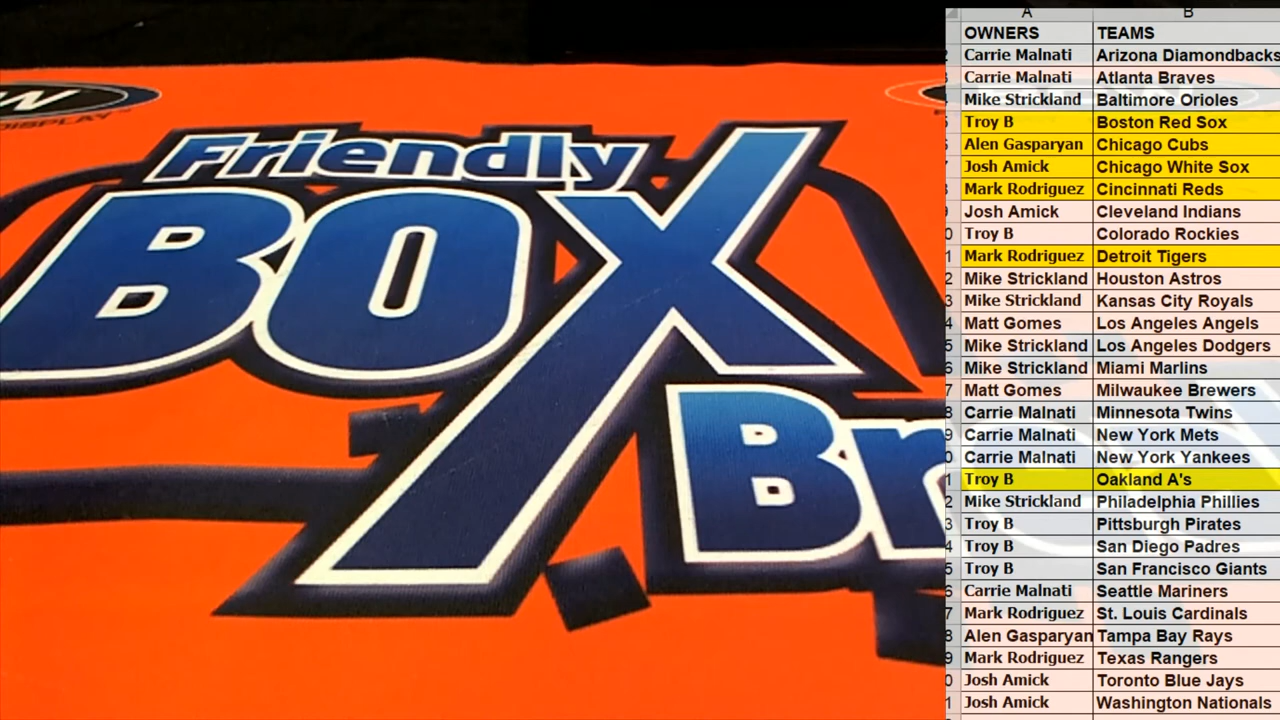 W
DISPLAY
Friendly
BOX
Br
A B
OWNERS TEAMS
Carrie Malnati Arizona Diamondbacks
Carrie Malnati Atlanta Braves
Mike Strickland Baltimore Orioles
Troy B Boston Red Sox
Alen Gasparyan Chicago Cubs
Josh Amick Chicago White Sox
Mark Rodriguez Cincinnati Reds
Josh Amick Cleveland Indians
Troy B Colorado Rockies
Mark Rodriguez Detroit Tigers
Mike Strickland Houston Astros
Mike Strickland Kansas City Royals
Matt Gomes Los Angeles Angels
Mike Strickland Los Angeles Dodgers
Mike Strickland Miami Marlins
Matt Gomes Milwaukee Brewers
Carrie Malnati Minnesota Twins
Carrie Malnati New York Mets
Carrie Malnati New York Yankees
Troy B Oakland A's
Mike Strickland Philadelphia Phillies
Troy B Pittsburgh Pirates
Troy B San Diego Padres
Troy B San Francisco Giants
Carrie Malnati Seattle Mariners
Mark Rodriguez St. Louis Cardinals
Alen Gasparyan Tampa Bay Rays
Mark Rodriguez Texas Rangers
Josh Amick Toronto Blue Jays
Josh Amick Washington Nationals